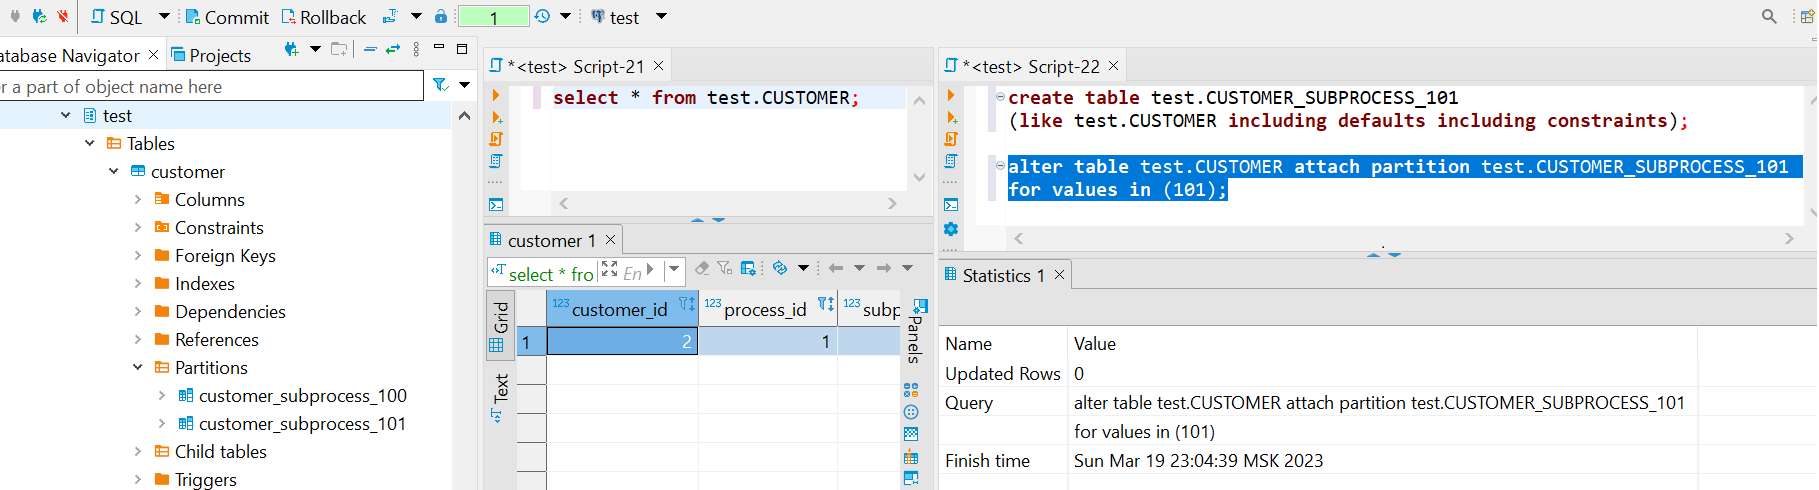 SQL
Commit
Rollback
1
test
atabase Navigator
Projects
r a part of object name here
test
Tables
customer
Columns
Constraints
Foreign Keys
Indexes
Dependencies
References
Partitions
customer_subprocess_100
customer_subprocess_101
Child tables
Triggers
*<test> Script-21
select * from test.CUSTOMER;
customer 1
select * fro
En
Grid
Text
123 customer_id
123 process_id
123 subp
1 2 1
Panels
*<test> Script-22
create table test.CUSTOMER_SUBPROCESS_101
(like test.CUSTOMER including defaults including constraints);
alter table test.CUSTOMER attach partition test.CUSTOMER_SUBPROCESS_101
for values in (101);
Statistics 1
Name Value
Updated Rows 0
Query alter table test.CUSTOMER attach partition test.CUSTOMER_SUBPROCESS_101
for values in (101)
Finish time Sun Mar 19 23:04:39 MSK 2023